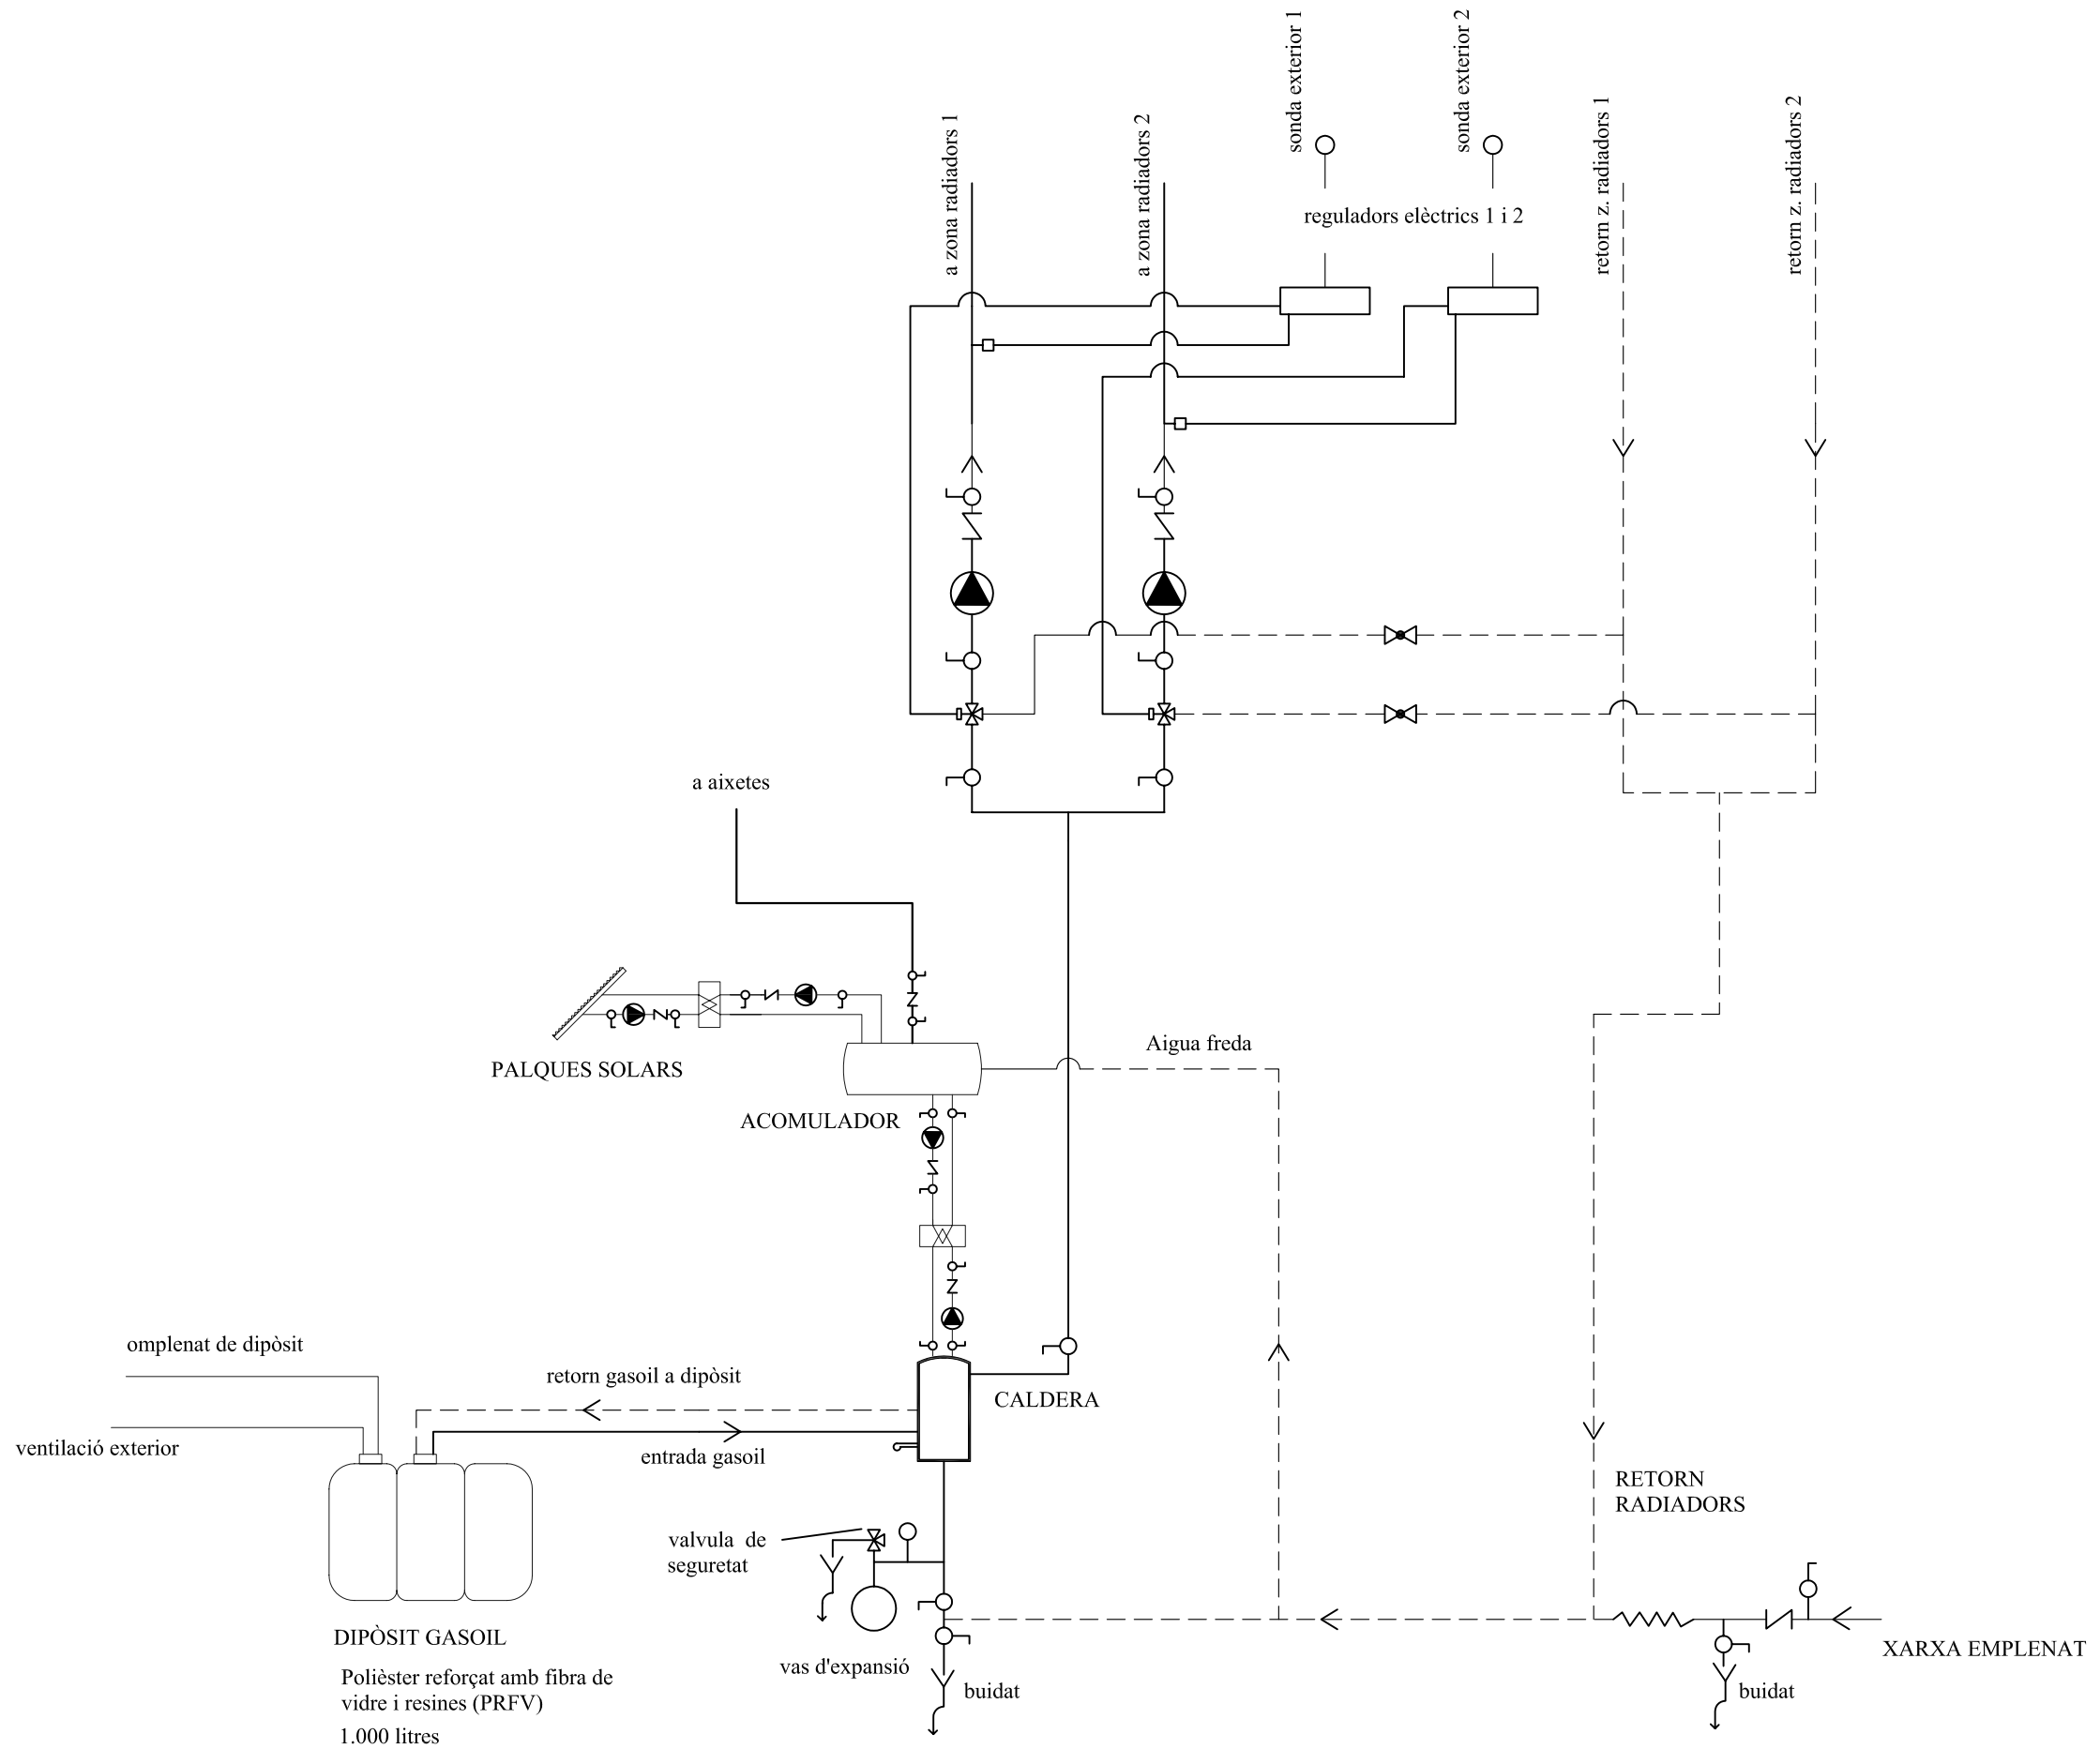 sonda exterior 1
sonda exterior 2
a zona radiadors 1
a zona radiadors 2
retorn z. radiadors 1
retorn z. radiadors 2
reguladors elèctrics 1 i 2
a aixetes
PALQUES SOLARS
Aigua freda
ACOMULADOR
omplenat de dipòsit
retorn gasoil a dipòsit
CALDERA
ventilació exterior
entrada gasoil
RETORN
RADIADORS
valvula de
seguretat
DIPÒSIT GASOIL
XARXA EMPLENAT
vas d'expansió
Polièster reforçat amb fibra de
vidre i resines (PRFV)
buidat
buidat
1.000 litres